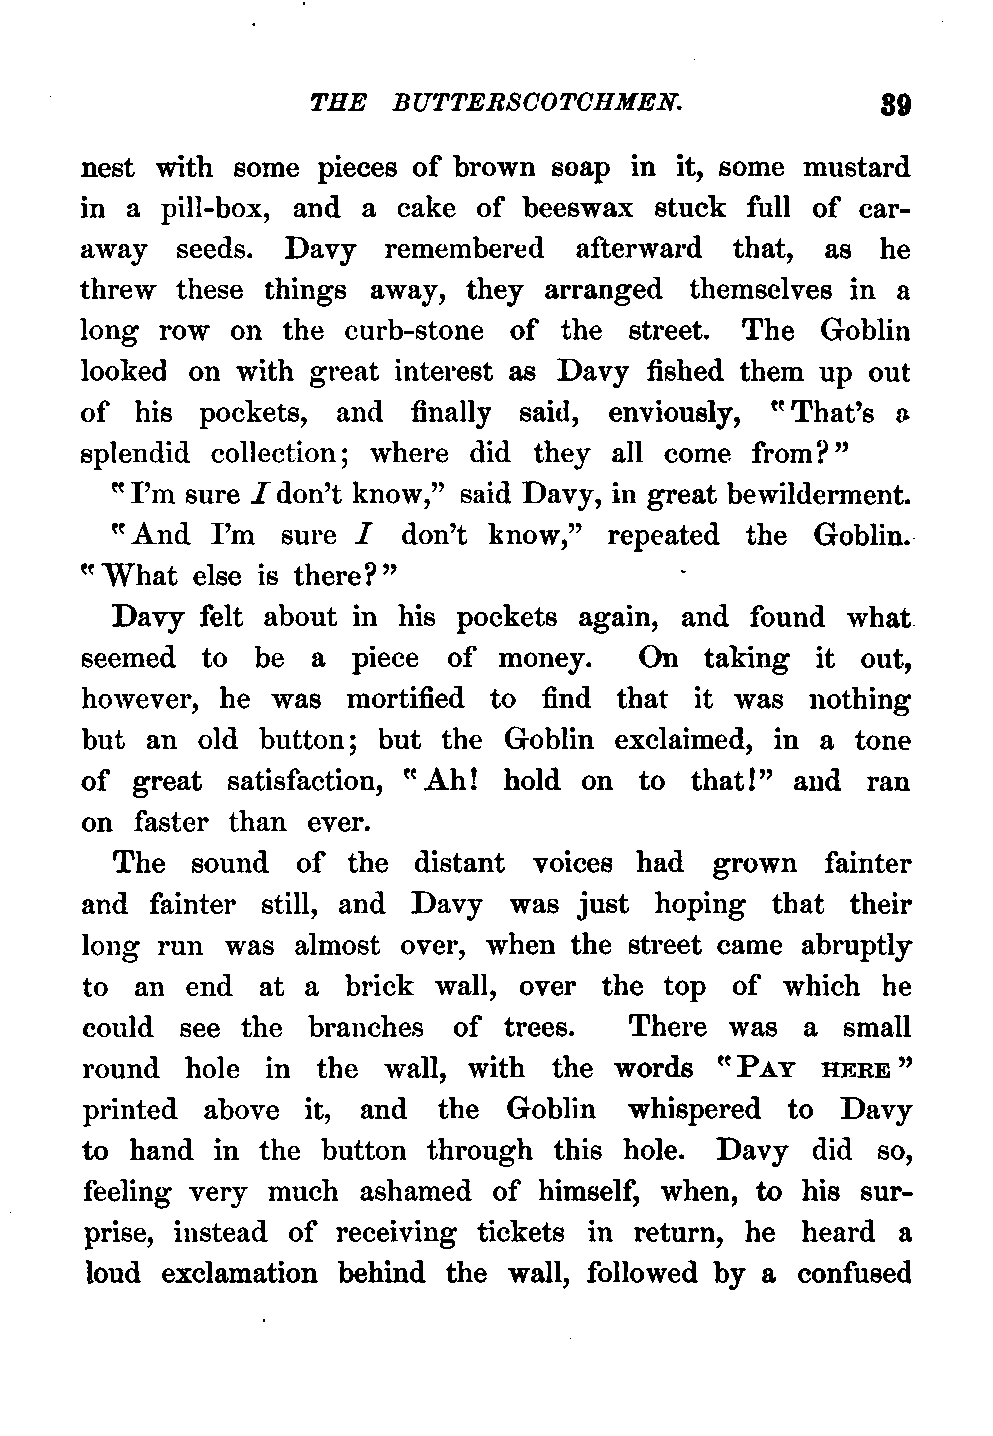 THE BUTTERSCOTCHMEN. 39
nest with some pieces of brown soap in it, some mustard
in a pill-box, and a cake of beeswax stuck full of car-
away seeds. Davy remembered afterward that, as he
threw these things away, they arranged themselves in a
long row on the curb-stone of the street. The Goblin
looked on with great interest as Davy fished them up out
of his pockets, and finally said, enviously, "That's a
splendid collection; where did they all come from?"
"I'm sure I don't know," said Davy, in great bewilderment.
"And I'm sure I don't know," repeated the Goblin.
"What else is there?"
Davy felt about in his pockets again, and found what
seemed to be a piece of money. On taking it out,
however, he was mortified to find that it was nothing
but an old button; but the Goblin exclaimed, in a tone
of great satisfaction, "Ah! hold on to that!" and ran
on faster than ever.
The sound of the distant voices had grown fainter
and fainter still, and Davy was just hoping that their
long run was almost over, when the street came abruptly
to an end at a brick wall, over the top of which he
could see the branches of trees. There was a small
round hole in the wall, with the words "PAY HERE"
printed above it, and the Goblin whispered to Davy
to hand in the button through this hole. Davy did so,
feeling very much ashamed of himself, when, to his sur-
prise, instead of receiving tickets in return, he heard a
loud exclamation behind the wall, followed by a confused